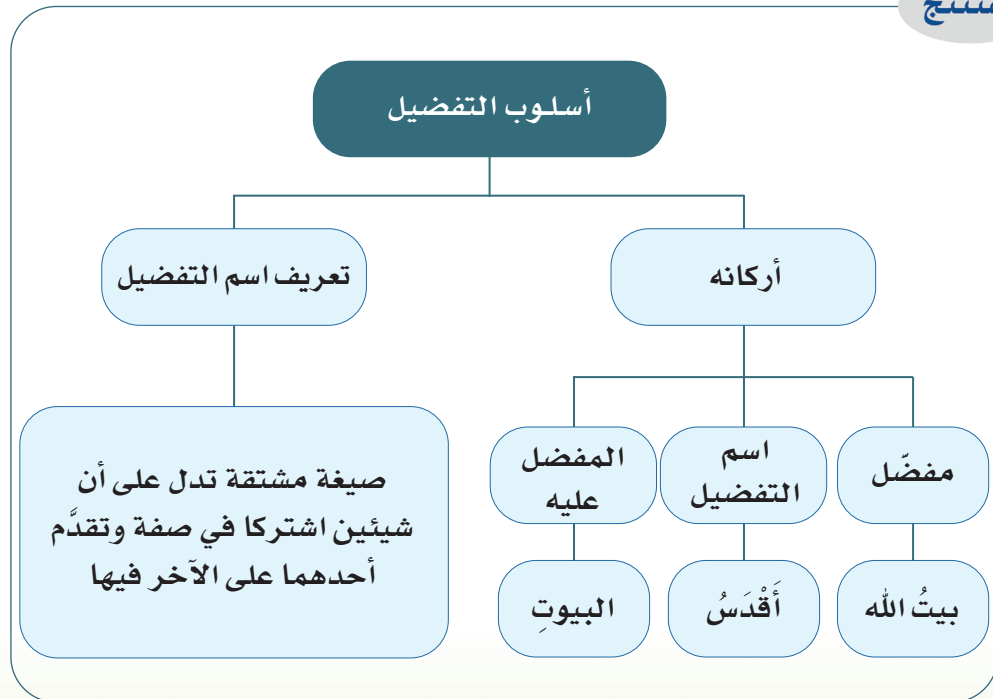 أسلوب التفضيل
أركانه
تعريف اسم التفضيل
مفضّل
اسم
التفضيل
المفضل
عليه
صيغة مشتقة تدل على أن
شيئين اشتركا في صفة وتقدَّم
أحدهما على الآخر فيها
بيتُ الله
أَقْدَسُ
البيوتِ